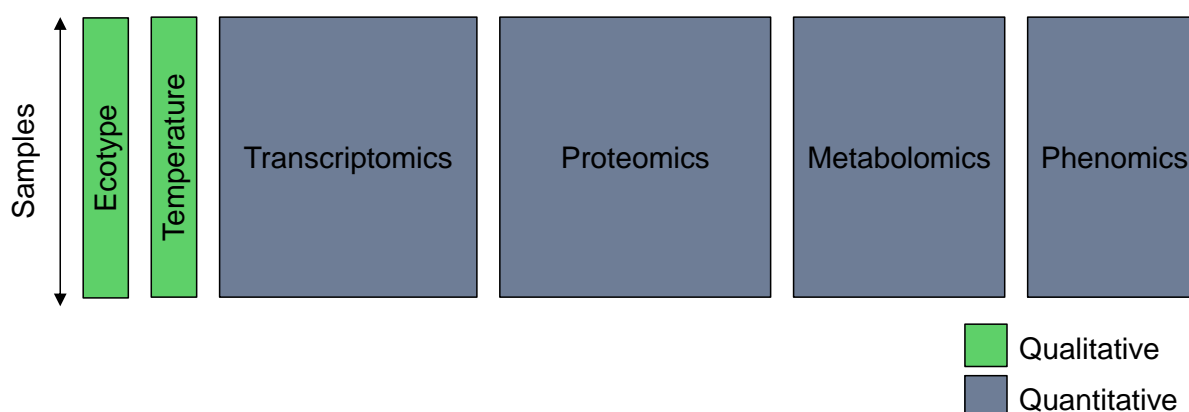 Samples
Ecotype
Temperature
Transcriptomics
Proteomics
Metabolomics
Phenomics
Qualitative
Quantitative